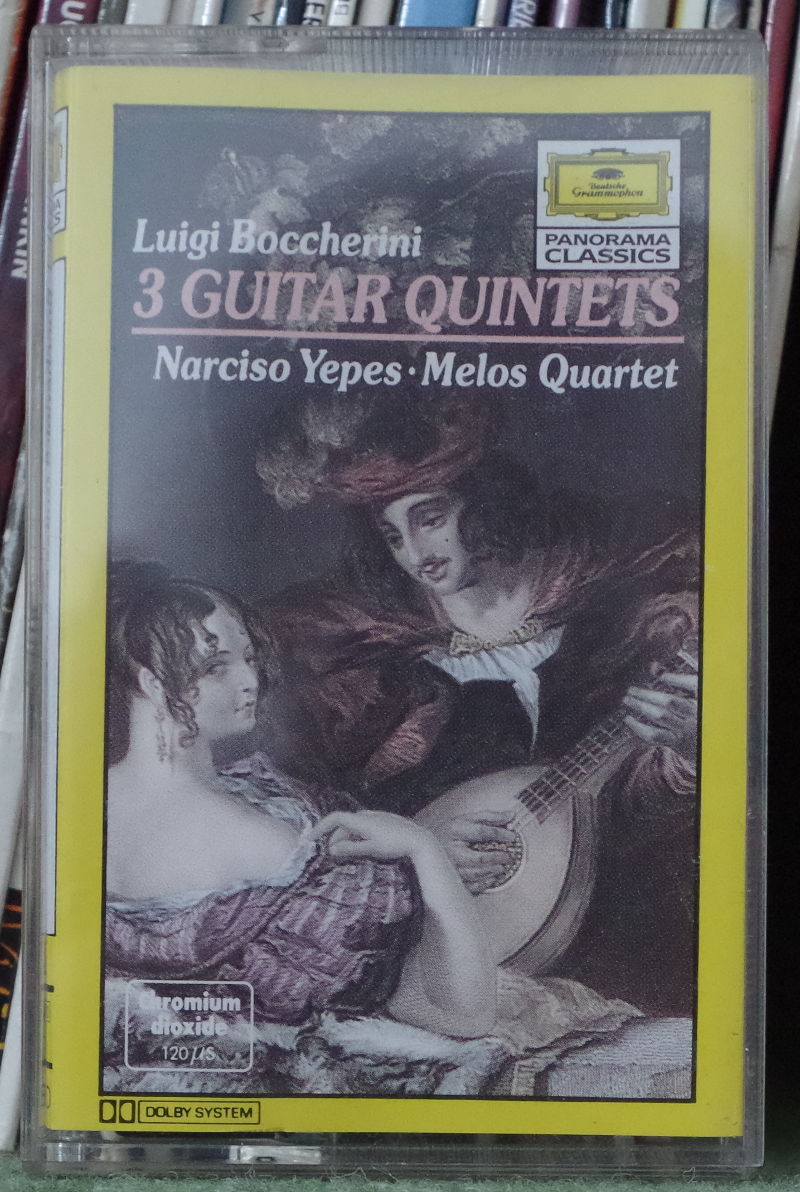 Deutsche
Grammophon
PANORAMA
CLASSICS
Luigi Boccherini
3 GUITAR QUINTETS
Narciso Yepes · Melos Quartet
Chromium
dioxide
120 µS
DOLBY SYSTEM